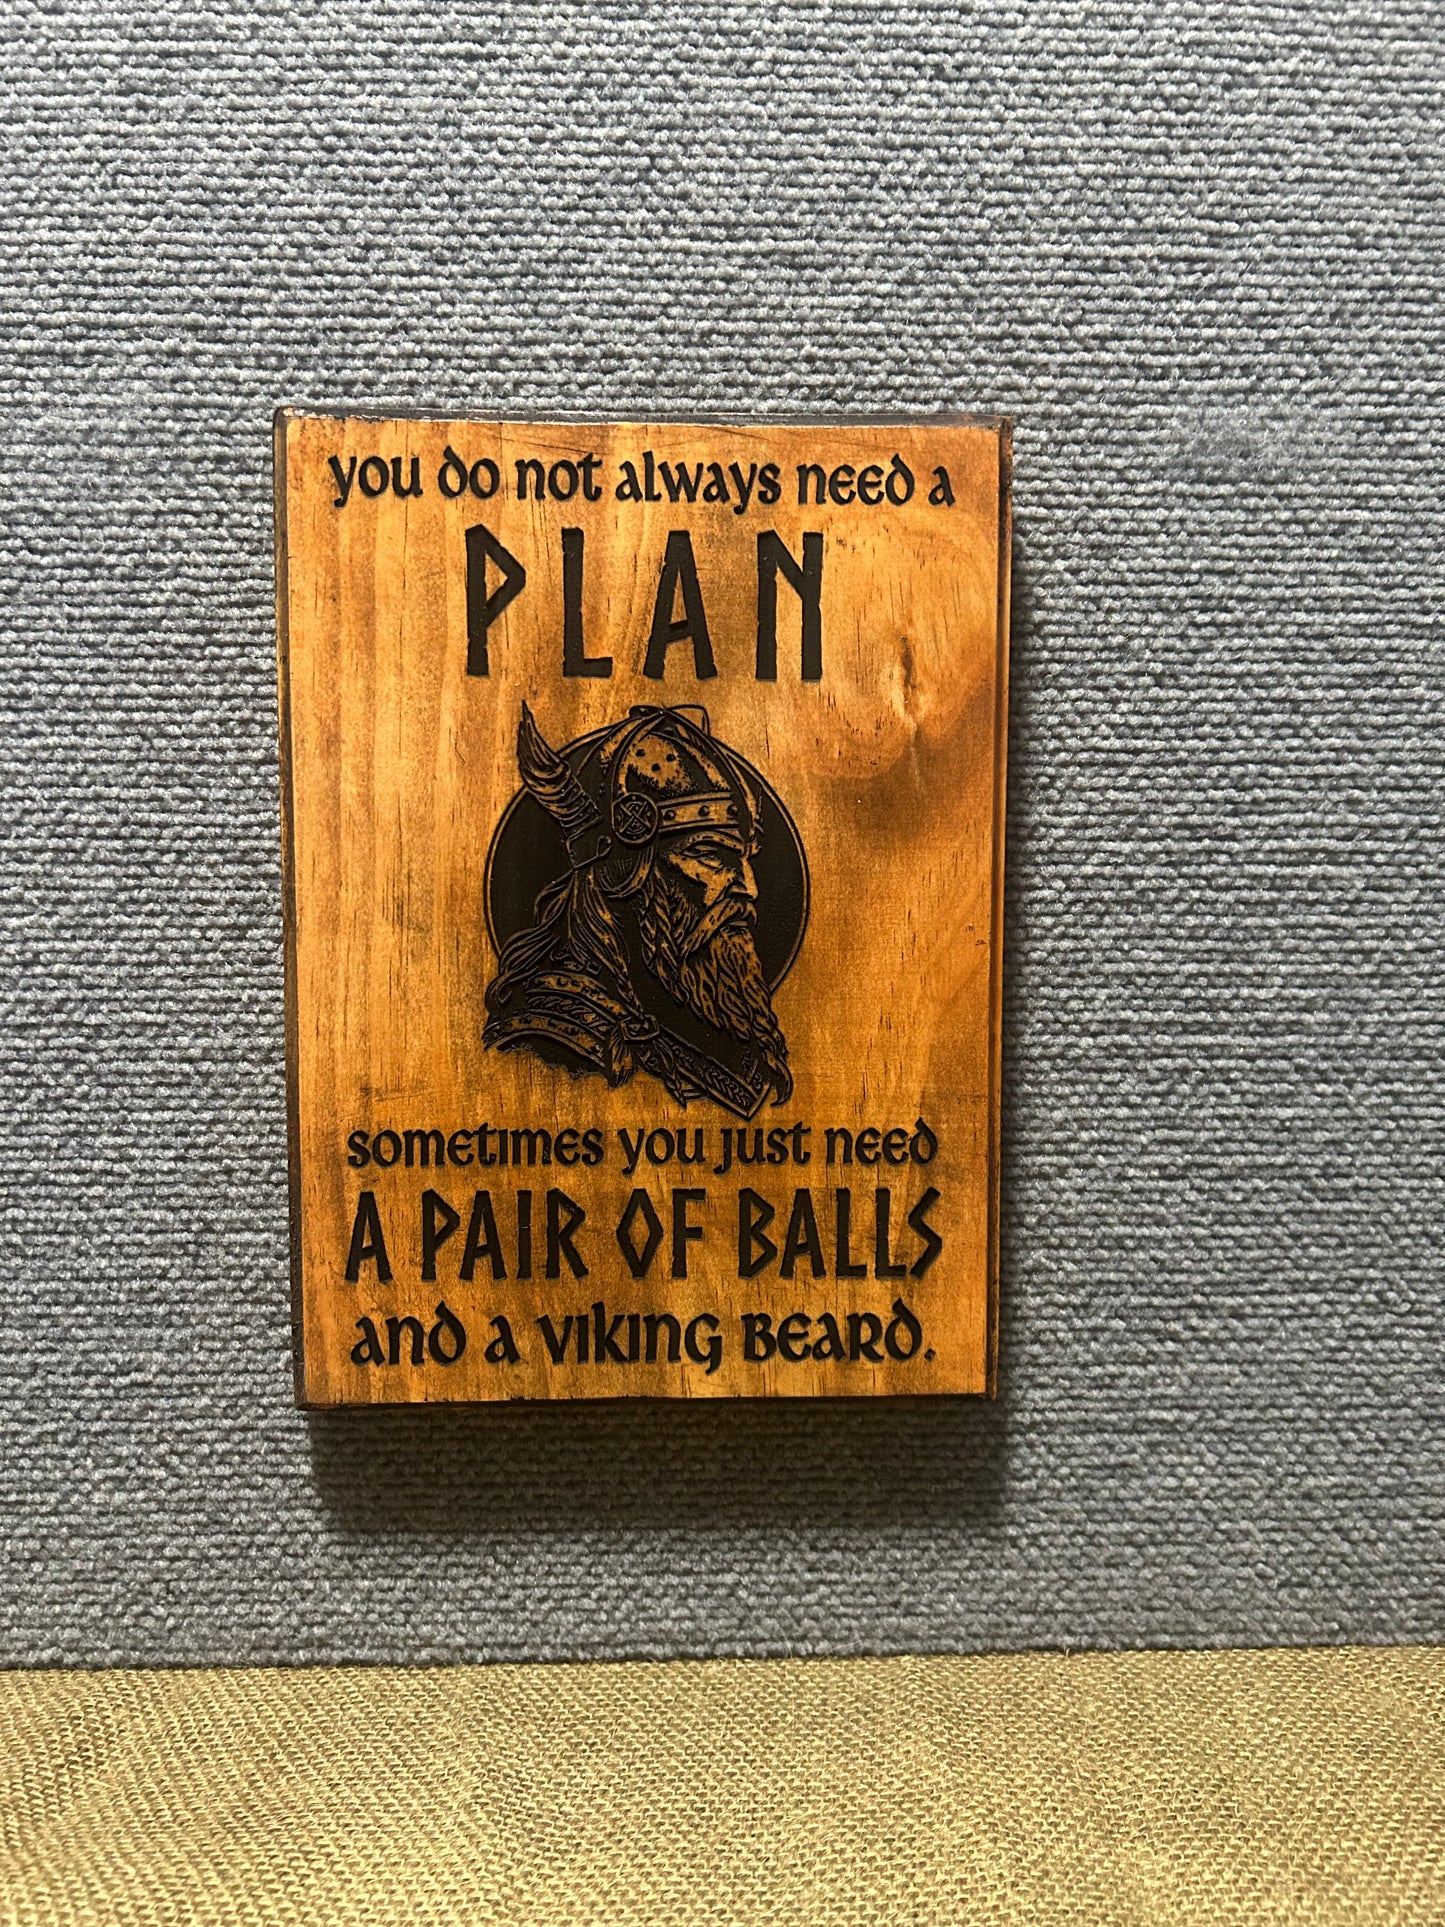 you do not always need a
PLAN
sometimes you just need
A PAIR OF BALLS
and a viking beard.